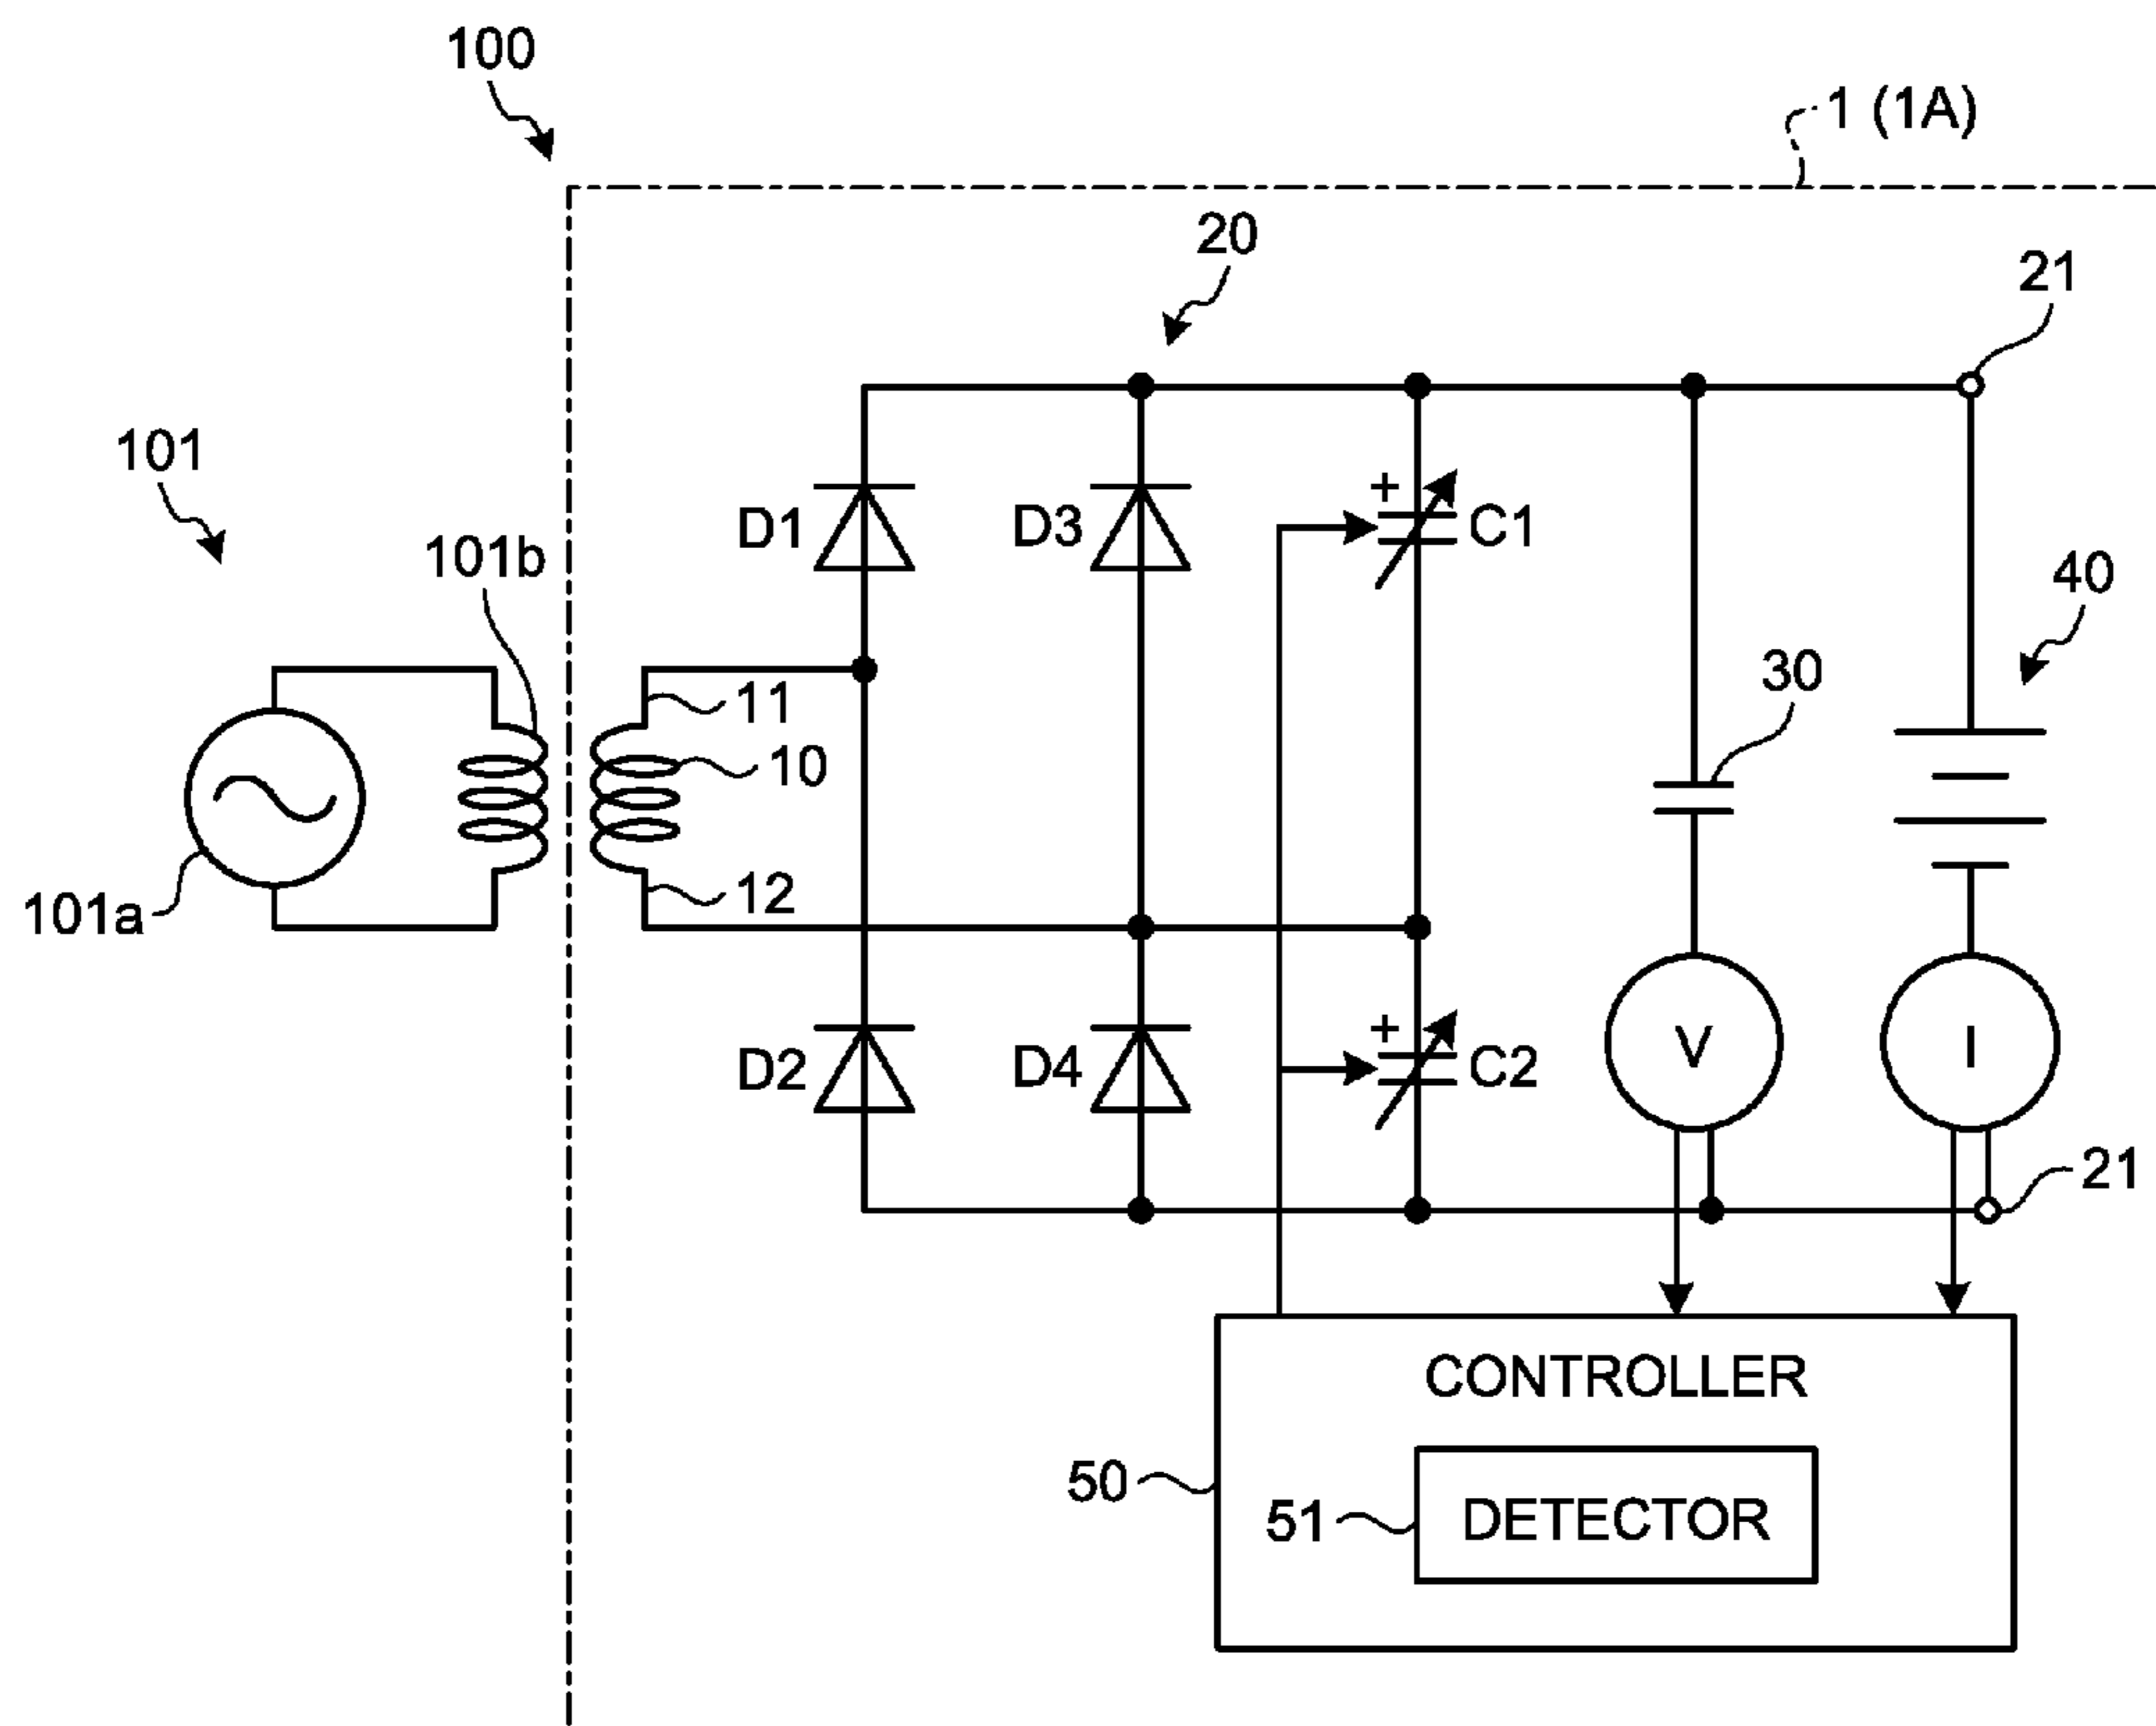 100
1 (1A)
20
21
101
101b
D1
D3
+
C1
40
30
11
10
12
101a
D2
D4
+
C2
V
I
21
CONTROLLER
50
51
DETECTOR